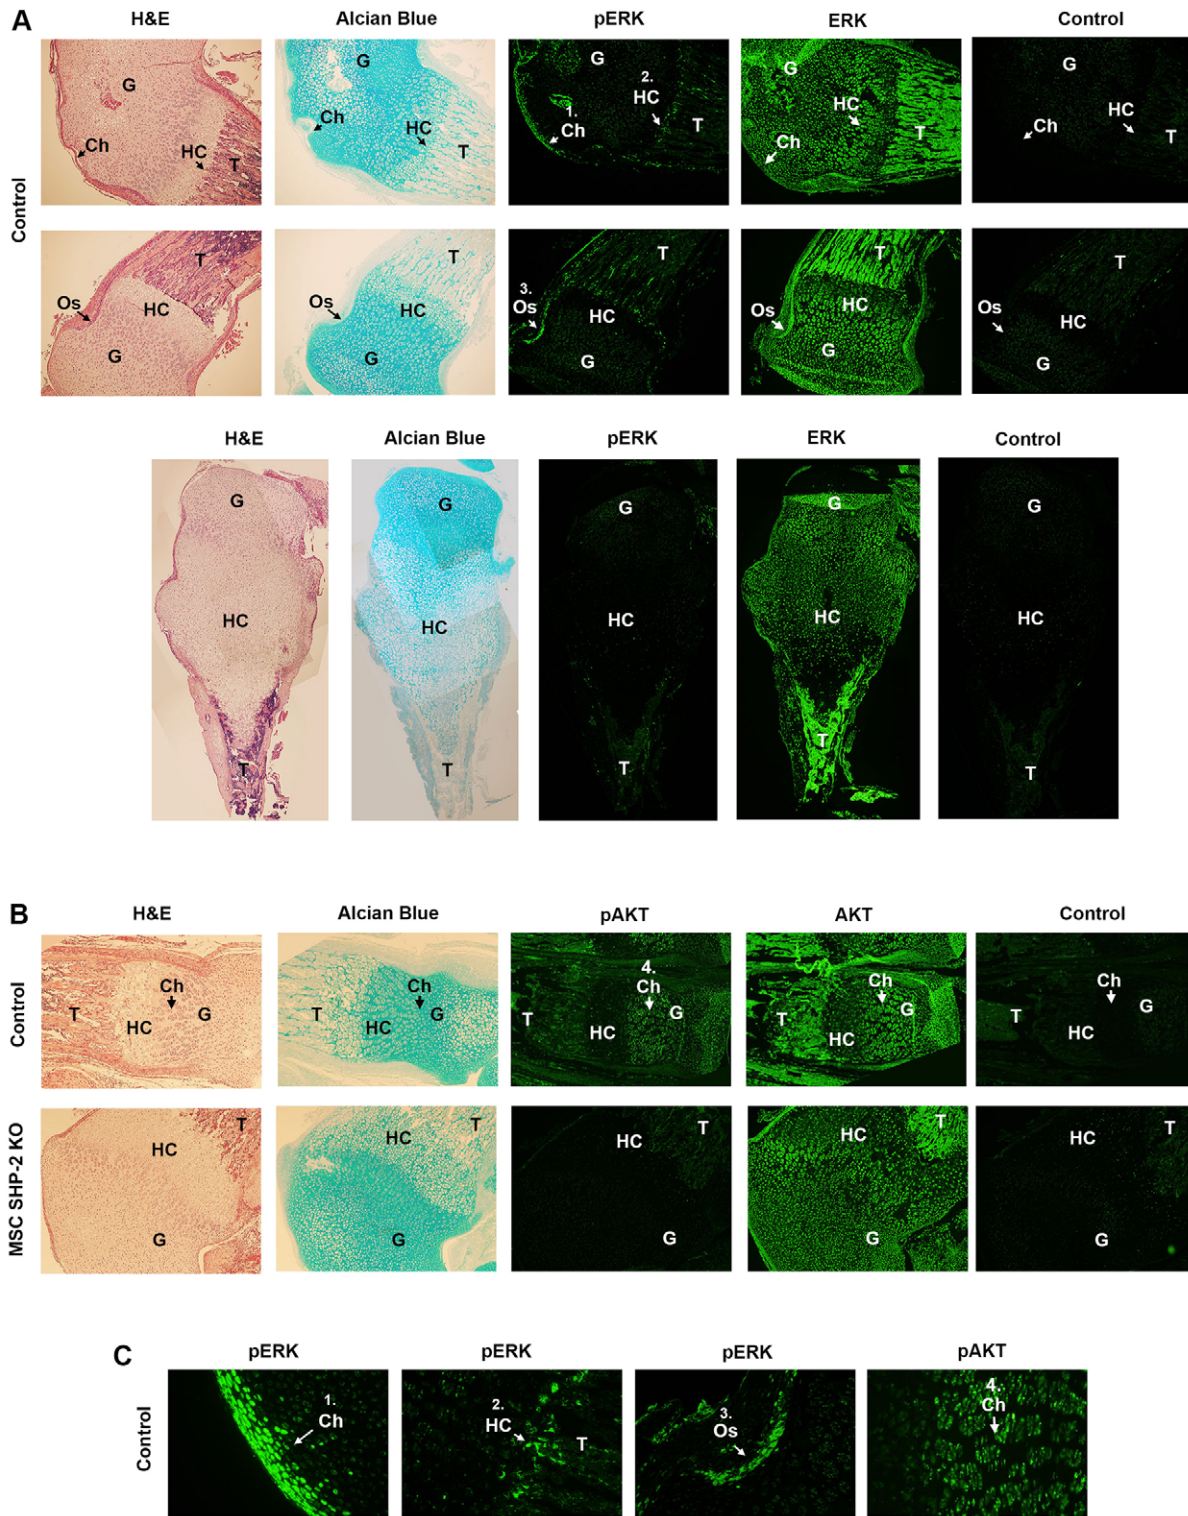 A
H&E Alcian Blue pERK ERK Control
Control
G Ch HC T
G Ch HC T
G 2. HC 1. Ch T
G HC Ch T
G Ch HC T
T Os HC G
T Os HC G
T 3. Os HC G
T Os HC G
T Os HC G
H&E Alcian Blue pERK ERK Control
G G G G G
HC HC HC HC HC
T T T T T
B
H&E Alcian Blue pAKT AKT Control
Control
Ch T HC G
Ch T HC G
4. Ch T HC G
Ch T HC G
Ch T HC G
MSC SHP-2 KO
HC T G
HC T G
HC T G
HC T G
HC T G
C
pERK pERK pERK pAKT
Control
1. Ch
2. HC T
3. Os
4. Ch